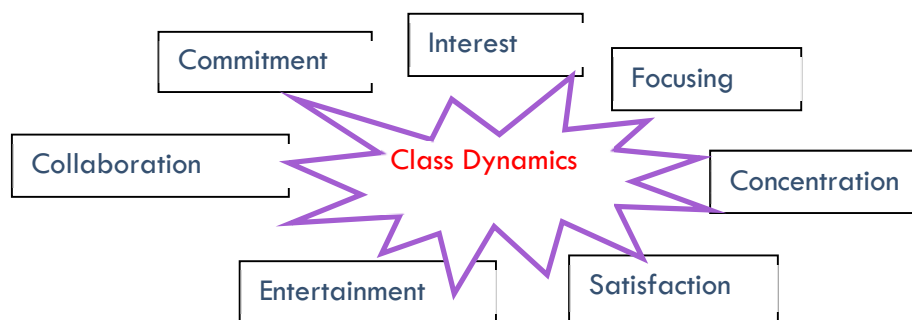 Interest
Commitment
Focusing
Class Dynamics
Collaboration
Concentration
Entertainment
Satisfaction